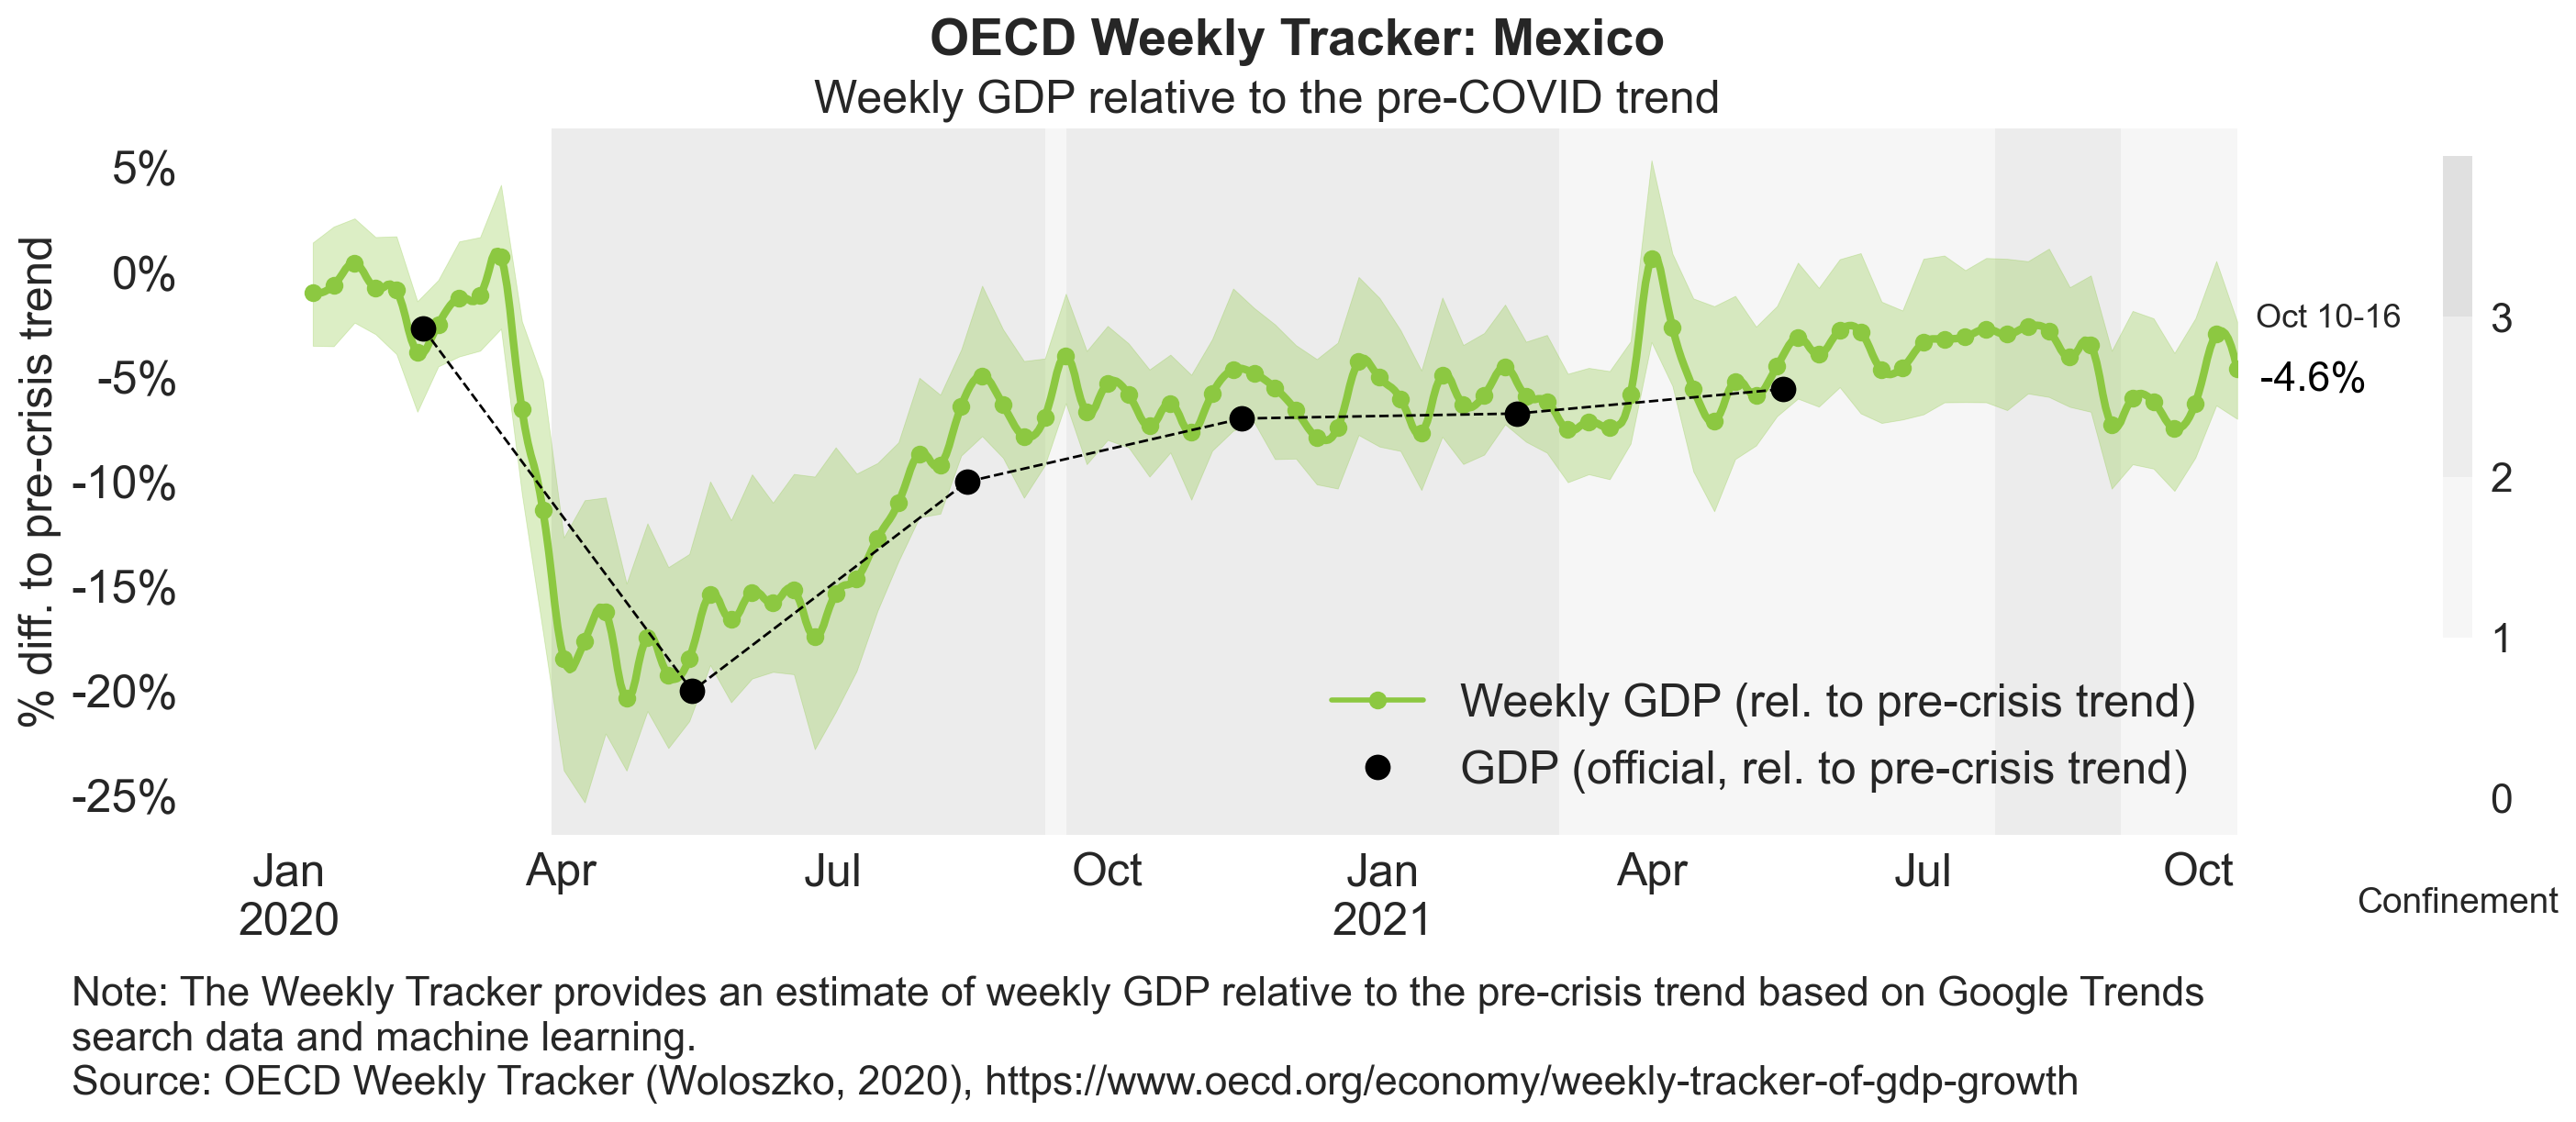 OECD Weekly Tracker: Mexico
Weekly GDP relative to the pre-COVID trend
% diff. to pre-crisis trend
5%
0%
-5%
-10%
-15%
-20%
-25%
Oct 10-16
-4.6%
Weekly GDP (rel. to pre-crisis trend)
GDP (official, rel. to pre-crisis trend)
3
2
1
0
Confinement
Jan Apr Jul Oct Jan Apr Jul Oct
2020 2021
Note: The Weekly Tracker provides an estimate of weekly GDP relative to the pre-crisis trend based on Google Trends
search data and machine learning.
Source: OECD Weekly Tracker (Woloszko, 2020), https://www.oecd.org/economy/weekly-tracker-of-gdp-growth